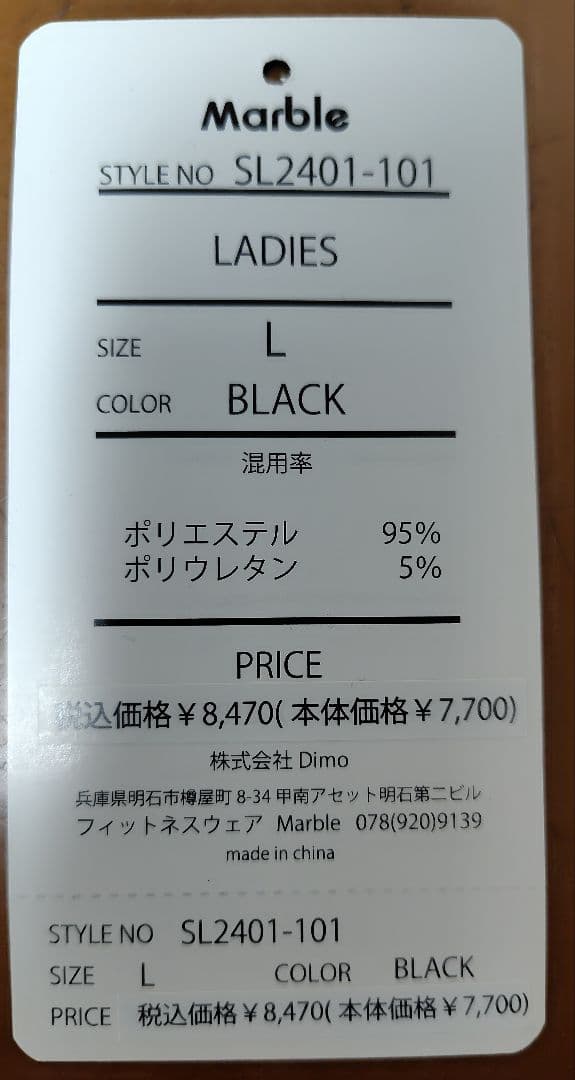 Marble
STYLE NO SL2401-101
LADIES
SIZE L
COLOR BLACK
混用率
ポリエステル 95%
ポリウレタン 5%
PRICE
税込価格￥8,470(本体価格￥7,700)
株式会社 Dimo
兵庫県明石市樽屋町 8-34 甲南アセット明石第二ビル
フィットネスウェア Marble 078(920)9139
made in china
STYLE NO SL2401-101
SIZE L COLOR BLACK
PRICE 税込価格￥8,470(本体価格￥7,700)